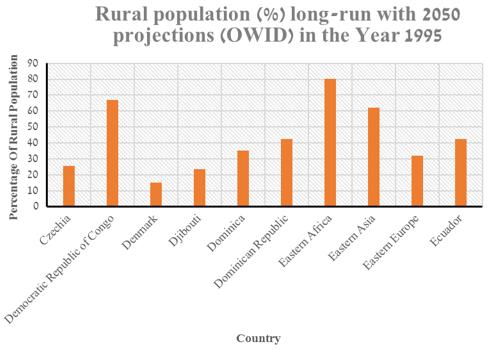 Rural population (%) long-run with 2050
projections (OWID) in the Year 1995
Percentage Of Rural Population
90
80
70
60
50
40
30
20
10
0
Czechia
Democratic Republic of Congo
Denmark
Djibouti
Dominica
Dominican Republic
Eastern Africa
Eastern Asia
Eastern Europe
Ecuador
Country